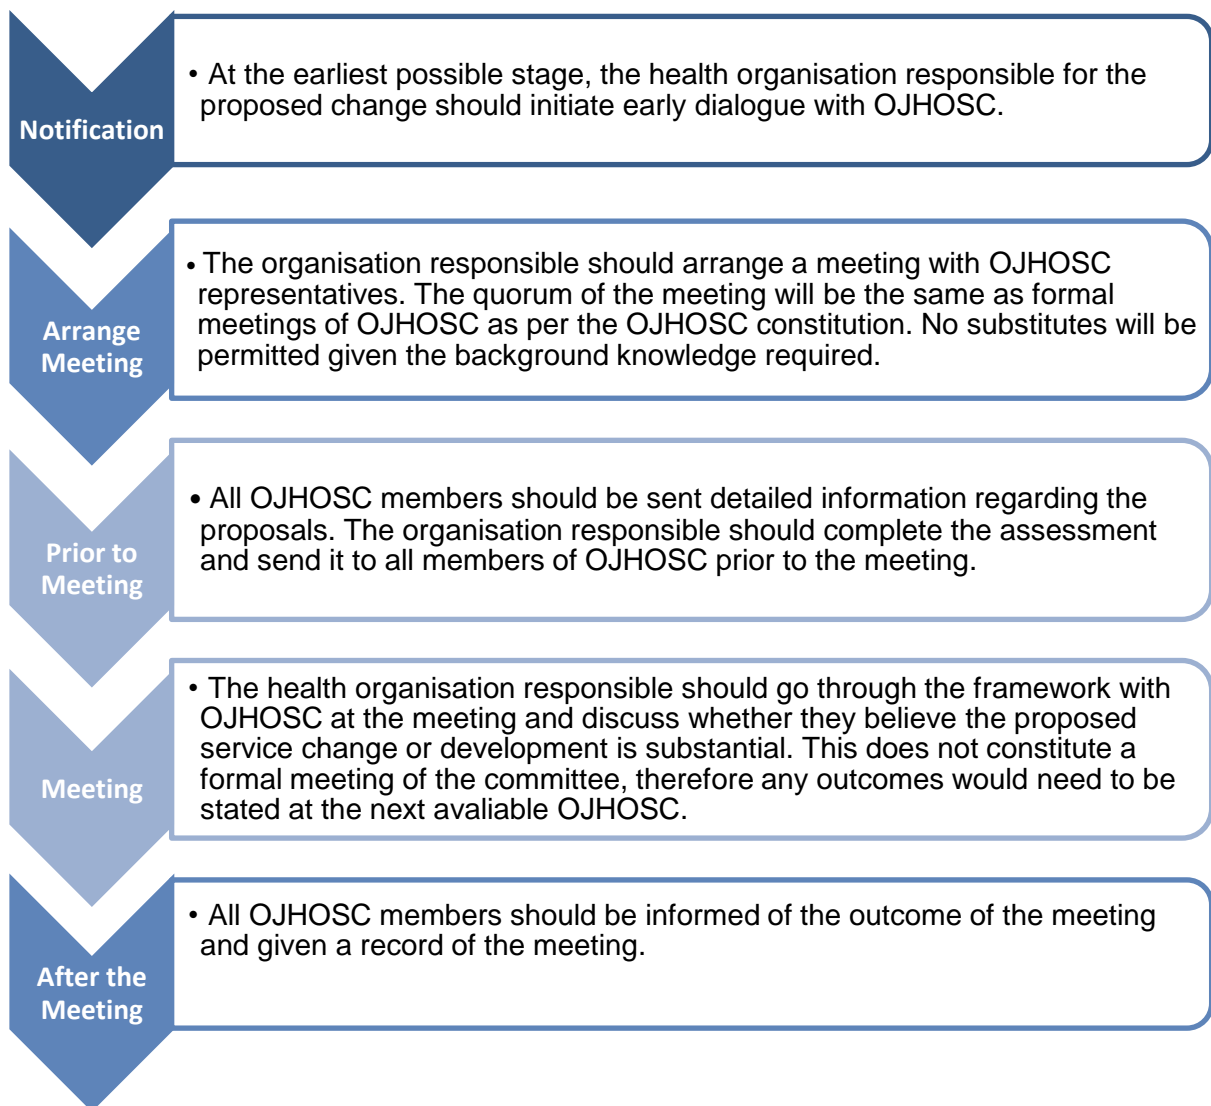 Notification
• At the earliest possible stage, the health organisation responsible for the
proposed change should initiate early dialogue with OJHOSC.
Arrange
Meeting
• The organisation responsible should arrange a meeting with OJHOSC
representatives. The quorum of the meeting will be the same as formal
meetings of OJHOSC as per the OJHOSC constitution. No substitutes will be
permitted given the background knowledge required.
Prior to
Meeting
• All OJHOSC members should be sent detailed information regarding the
proposals. The organisation responsible should complete the assessment
and send it to all members of OJHOSC prior to the meeting.
Meeting
• The health organisation responsible should go through the framework with
OJHOSC at the meeting and discuss whether they believe the proposed
service change or development is substantial. This does not constitute a
formal meeting of the committee, therefore any outcomes would need to be
stated at the next avaliable OJHOSC.
After the
Meeting
• All OJHOSC members should be informed of the outcome of the meeting
and given a record of the meeting.